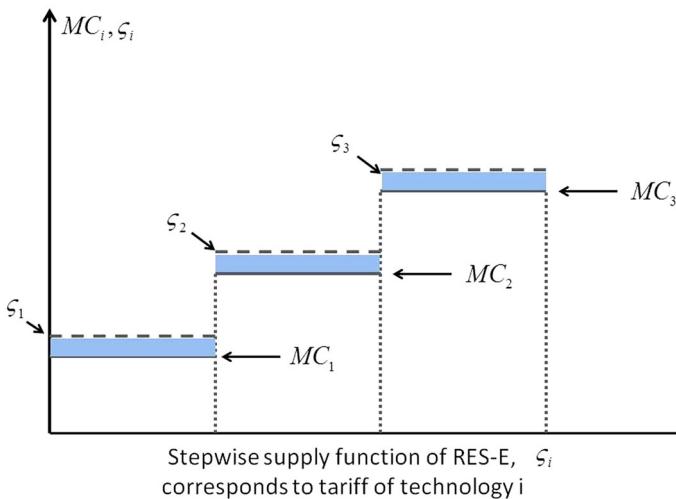 MCᵢ, ςᵢ
ς₃
MC₃
ς₂
MC₂
ς₁
MC₁
Stepwise supply function of RES-E, ςᵢ
corresponds to tariff of technology i